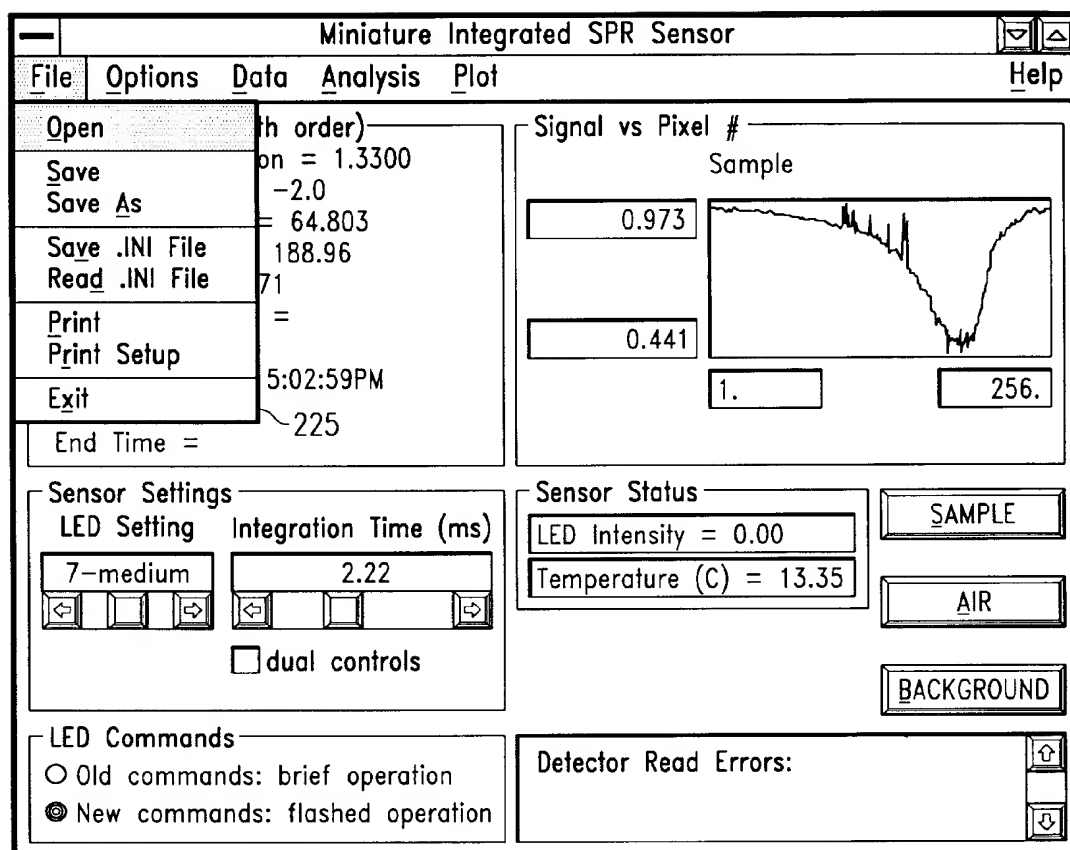 Miniature Integrated SPR Sensor
File Options Data Analysis Plot Help
Open
Save
Save As
Save .INI File
Read .INI File
Print
Print Setup
Exit
th order)
on = 1.3300
-2.0
= 64.803
188.96
71
=
5:02:59PM
225
End Time =
Signal vs Pixel #
Sample
0.973
0.441
1. 256.
Sensor Settings
LED Setting Integration Time (ms)
7-medium 2.22
dual controls
Sensor Status
LED Intensity = 0.00
Temperature (C) = 13.35
SAMPLE
AIR
BACKGROUND
LED Commands
Old commands: brief operation
New commands: flashed operation
Detector Read Errors: